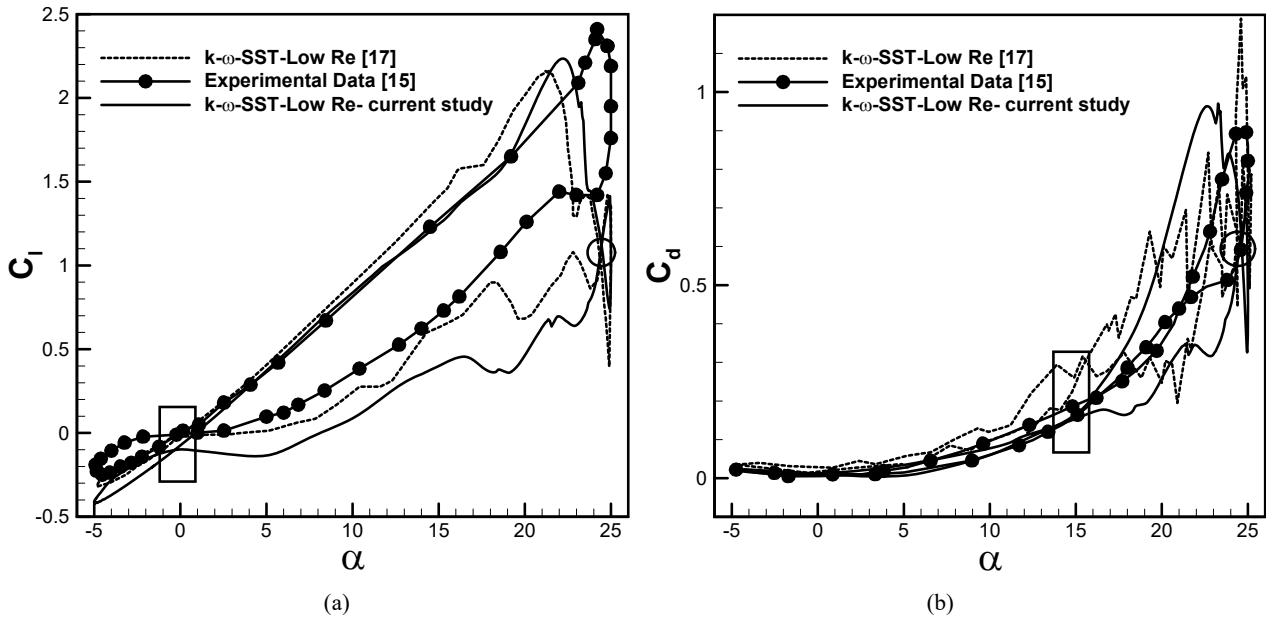 2.5
2
1.5
1
0.5
0
-0.5
C_l
k-ω-SST-Low Re [17]
Experimental Data [15]
k-ω-SST-Low Re- current study
-5 0 5 10 15 20 25
α
(a)
1
0.5
0
C_d
k-ω-SST-Low Re [17]
Experimental Data [15]
k-ω-SST-Low Re- current study
-5 0 5 10 15 20 25
α
(b)